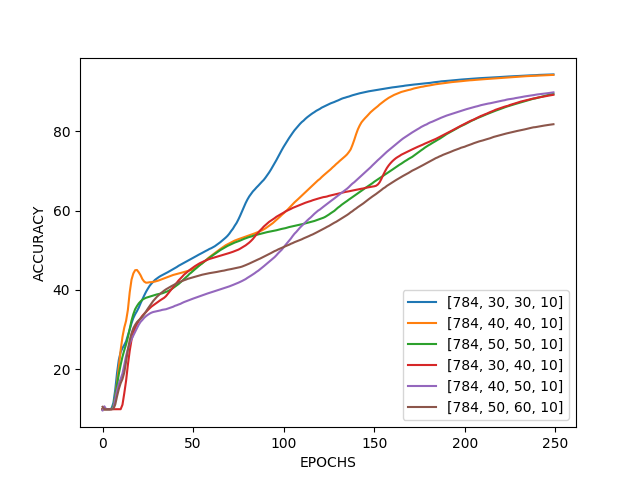 80
60
40
20
ACCURACY
0
50
100
150
200
250
EPOCHS
[784, 30, 30, 10]
[784, 40, 40, 10]
[784, 50, 50, 10]
[784, 30, 40, 10]
[784, 40, 50, 10]
[784, 50, 60, 10]